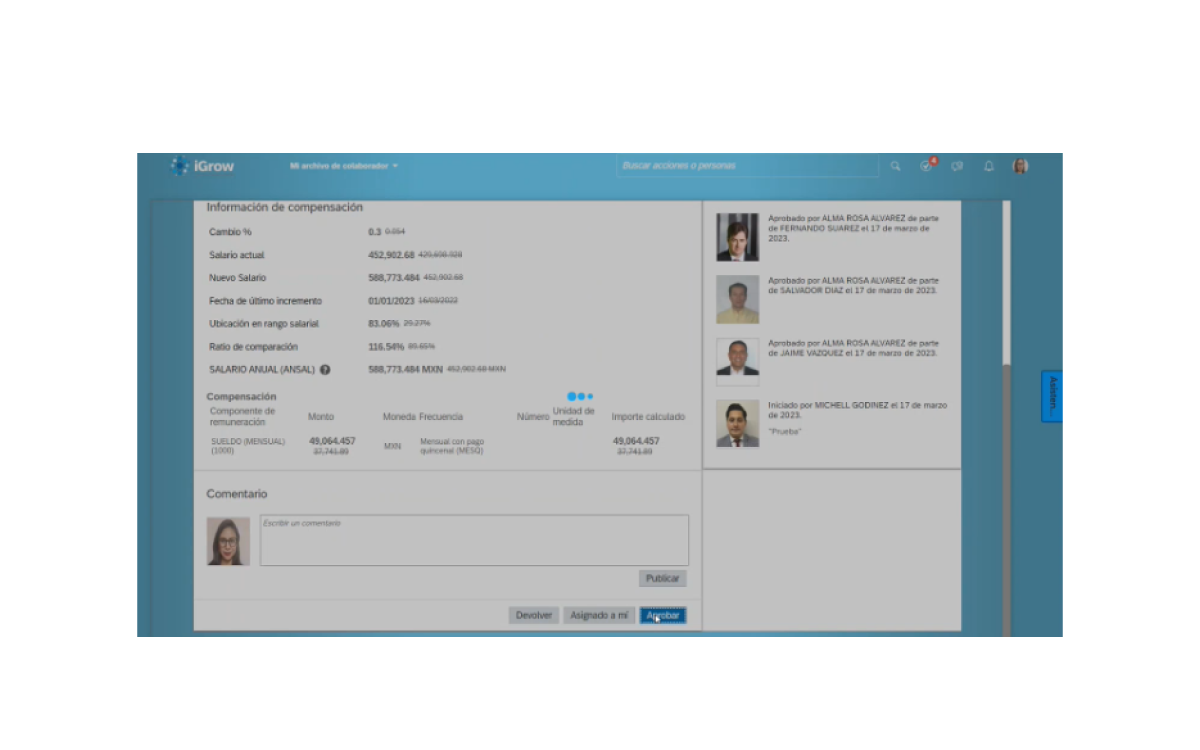 iGrow
Mi archivo de colaborador
Buscar acciones o personas
4
Información de compensación
Cambio % 0.3 0.054
Salario actual 452,902.68
Nuevo Salario 588,773.484 452,902.68
Fecha de último incremento 01/01/2023 16/03/2022
Ubicación en rango salarial 83.06% 29.27%
Ratio de comparación 116.54% 89.65%
SALARIO ANUAL (ANSAL) ? 588,773.484 MXN 452,902.68 MXN
Compensación
Componente de
remuneración
Monto
Moneda
Frecuencia
Número
Unidad de
medida
Importe calculado
SUELDO (MENSUAL)
(1000)
49,064.457
37,741.89
MXN
Mensual con pago
quincenal (MESQ)
49,064.457
37,741.89
Comentario
Escribir un comentario
Publicar
Devolver
Asignado a mí
Aprobar
Aprobado por ALMA ROSA ALVAREZ de parte
de FERNANDO SUAREZ el 17 de marzo de
2023.
Aprobado por ALMA ROSA ALVAREZ de parte
de SALVADOR DIAZ el 17 de marzo de 2023.
Aprobado por ALMA ROSA ALVAREZ de parte
de JAIME VAZQUEZ el 17 de marzo de 2023.
Iniciado por MICHELL GODINEZ el 17 de marzo
de 2023.
"Prueba"
Asisten...